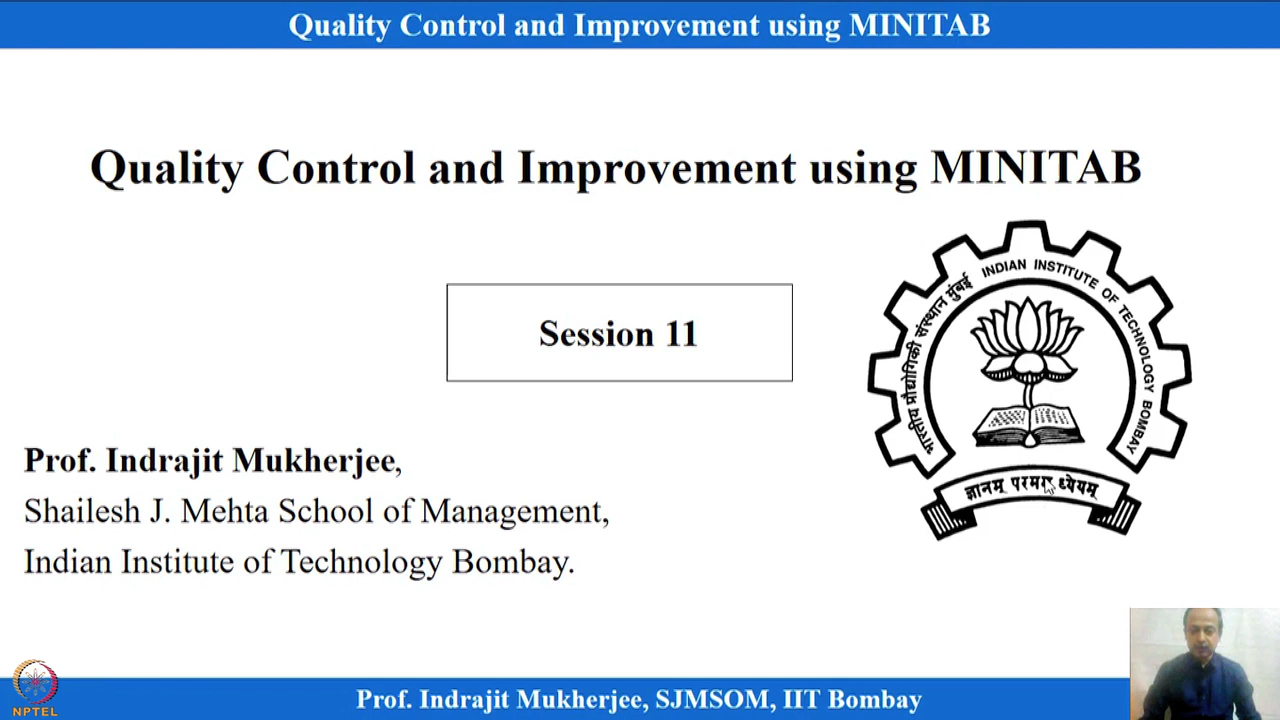 Quality Control and Improvement using MINITAB
Quality Control and Improvement using MINITAB
Session 11
भारतीय प्रौद्योगिकी संस्थान मुंबई
INDIAN INSTITUTE OF TECHNOLOGY BOMBAY
ज्ञानम् परमम् ध्येयम्
Prof. Indrajit Mukherjee,
Shailesh J. Mehta School of Management,
Indian Institute of Technology Bombay.
NPTEL
Prof. Indrajit Mukherjee, SJMSOM, IIT Bombay